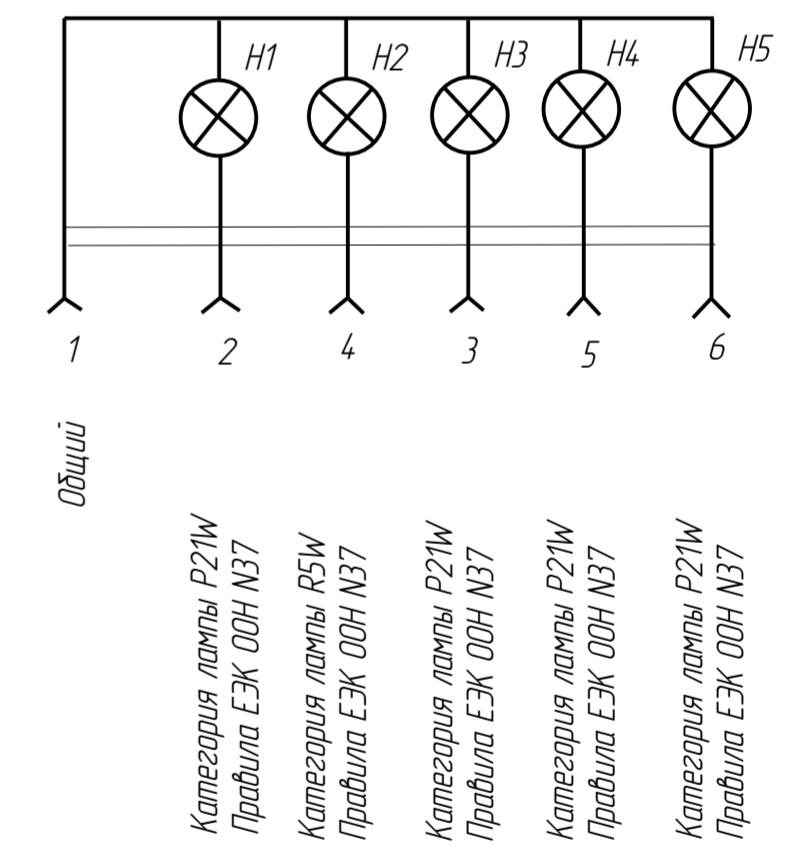 H1 H2 H3 H4 H5
1 2 4 3 5 6
Общий
Категория лампы P21W
Правила ЕЭК ООН N37
Категория лампы R5W
Правила ЕЭК ООН N37
Категория лампы P21W
Правила ЕЭК ООН N37
Категория лампы P21W
Правила ЕЭК ООН N37
Категория лампы P21W
Правила ЕЭК ООН N37